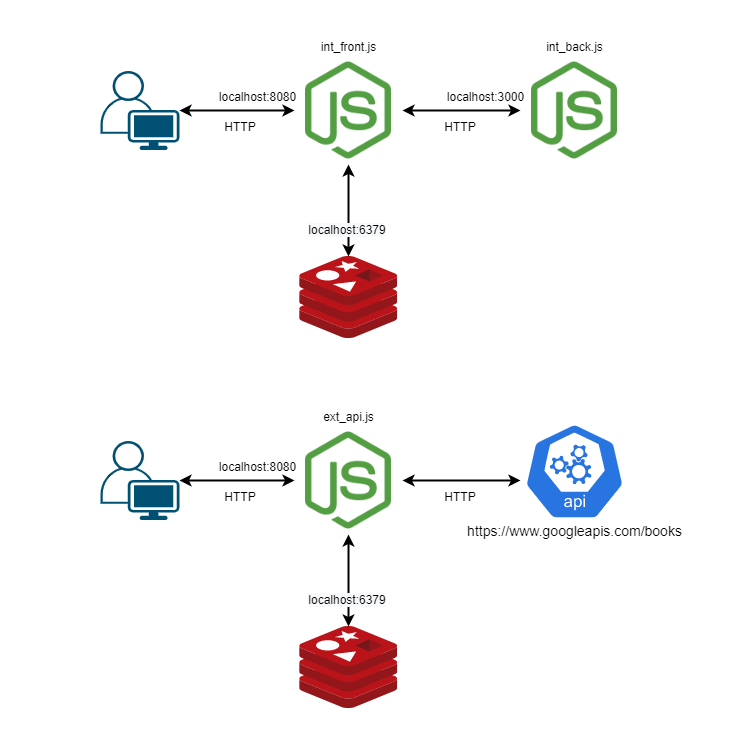 int_front.js
int_back.js
localhost:8080
localhost:3000
JS
JS
HTTP
HTTP
localhost:6379
ext_api.js
localhost:8080
JS
HTTP
HTTP
api
https://www.googleapis.com/books
localhost:6379